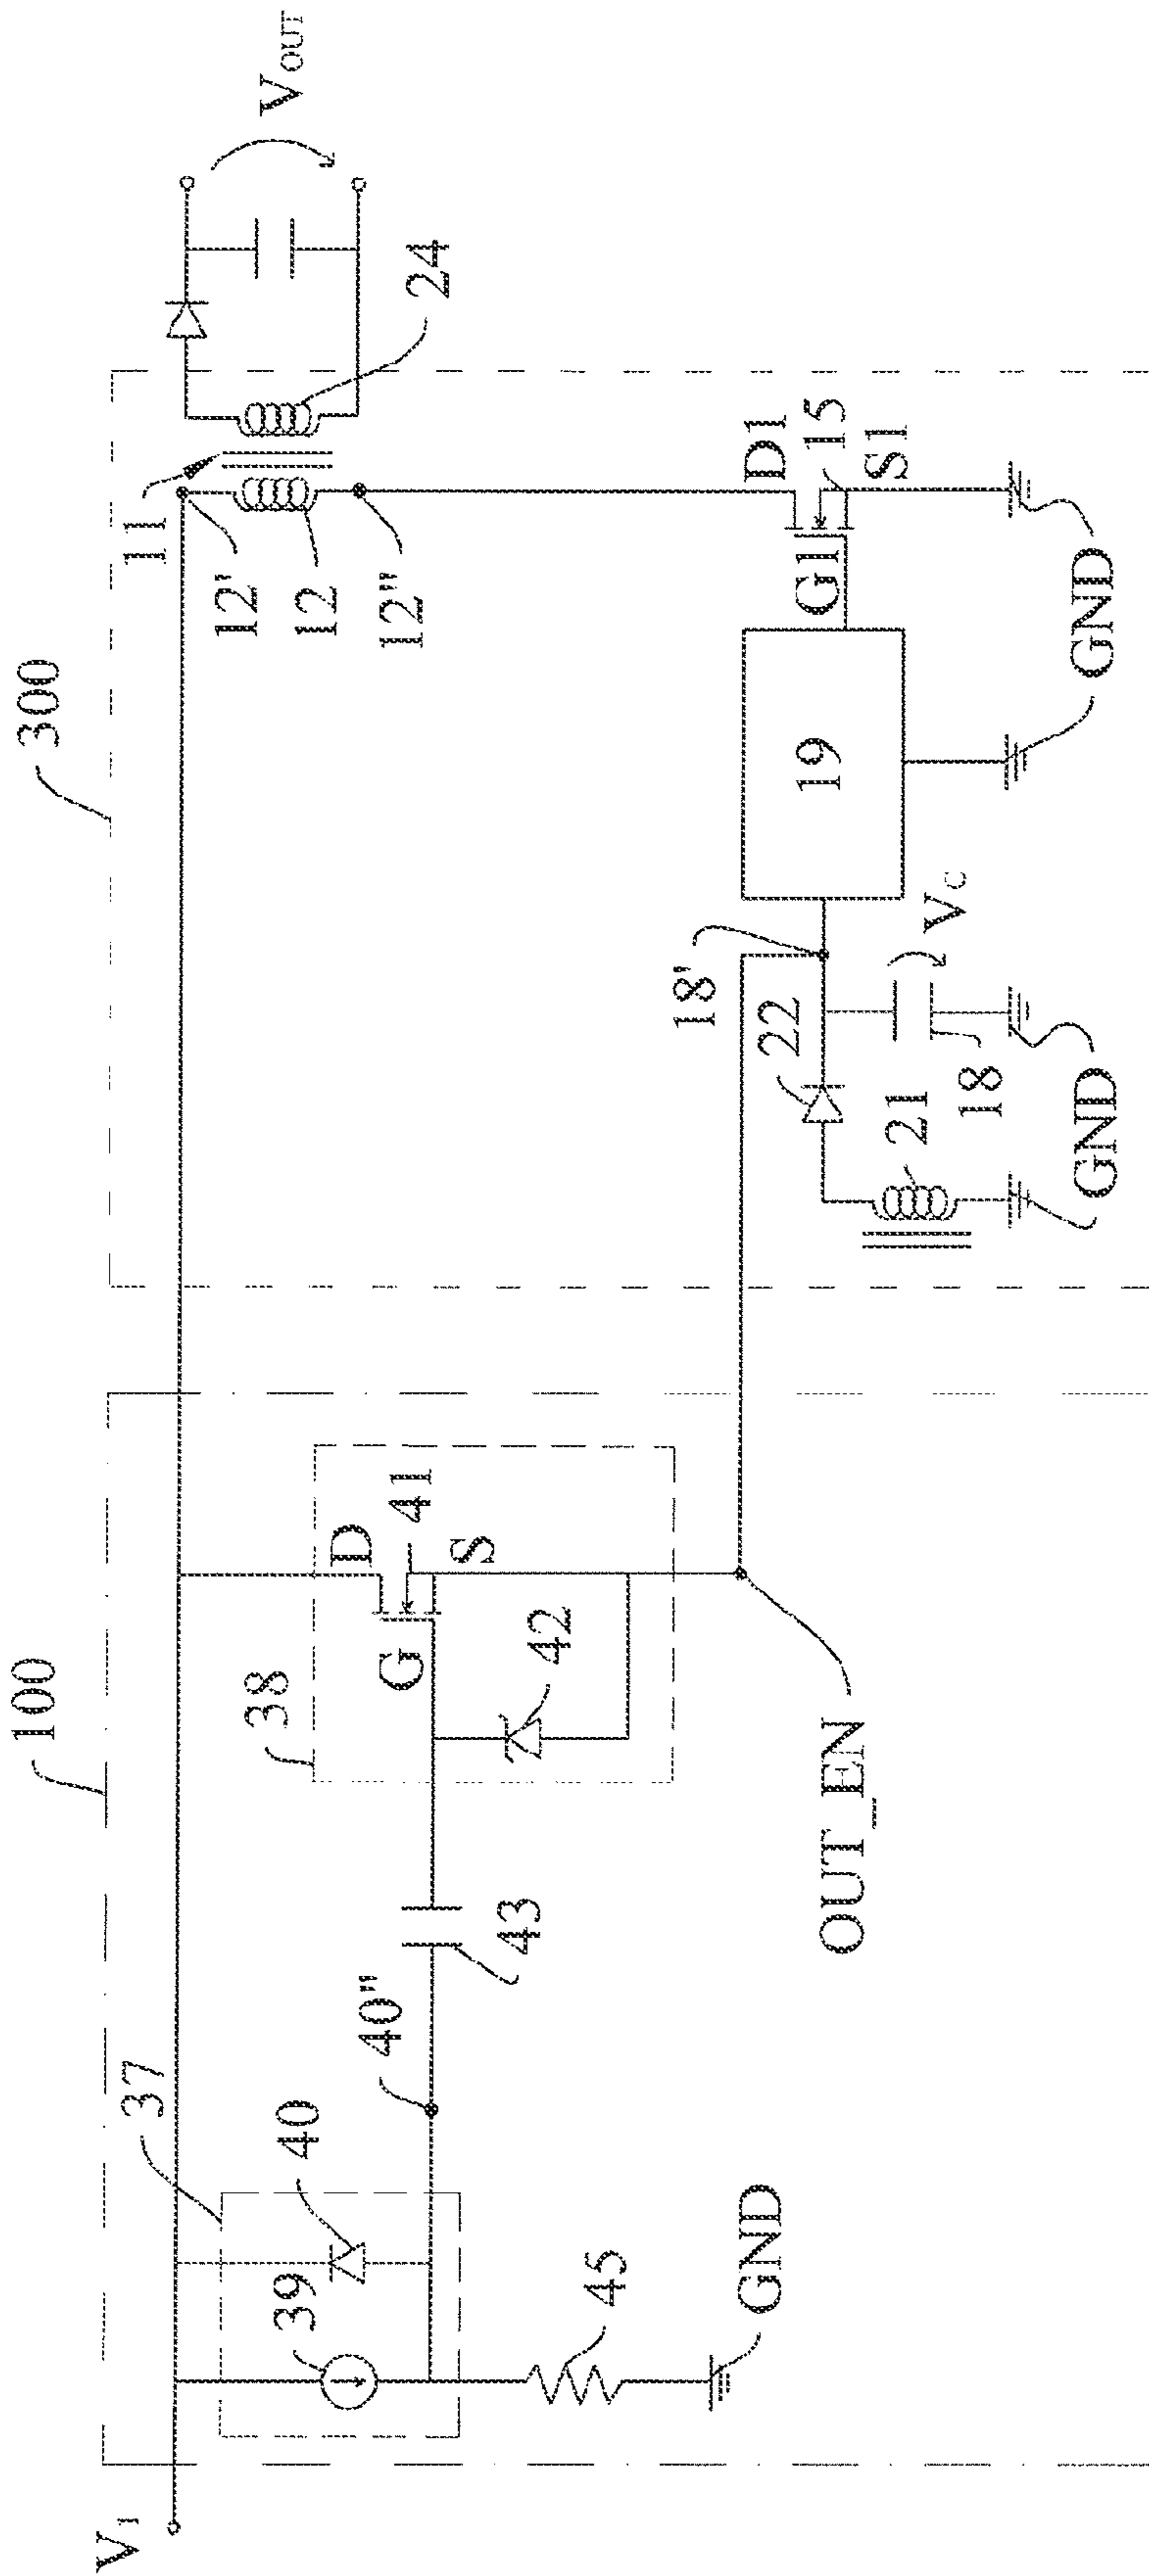 100
300
V_I
37
39
40
45
GND
40"
43
38
D
41
G
S
42
OUT_EN
11
12'
12
12"
24
V_OUT
18'
22
21
18
V_C
GND
19
G1
D1
15
S1
GND